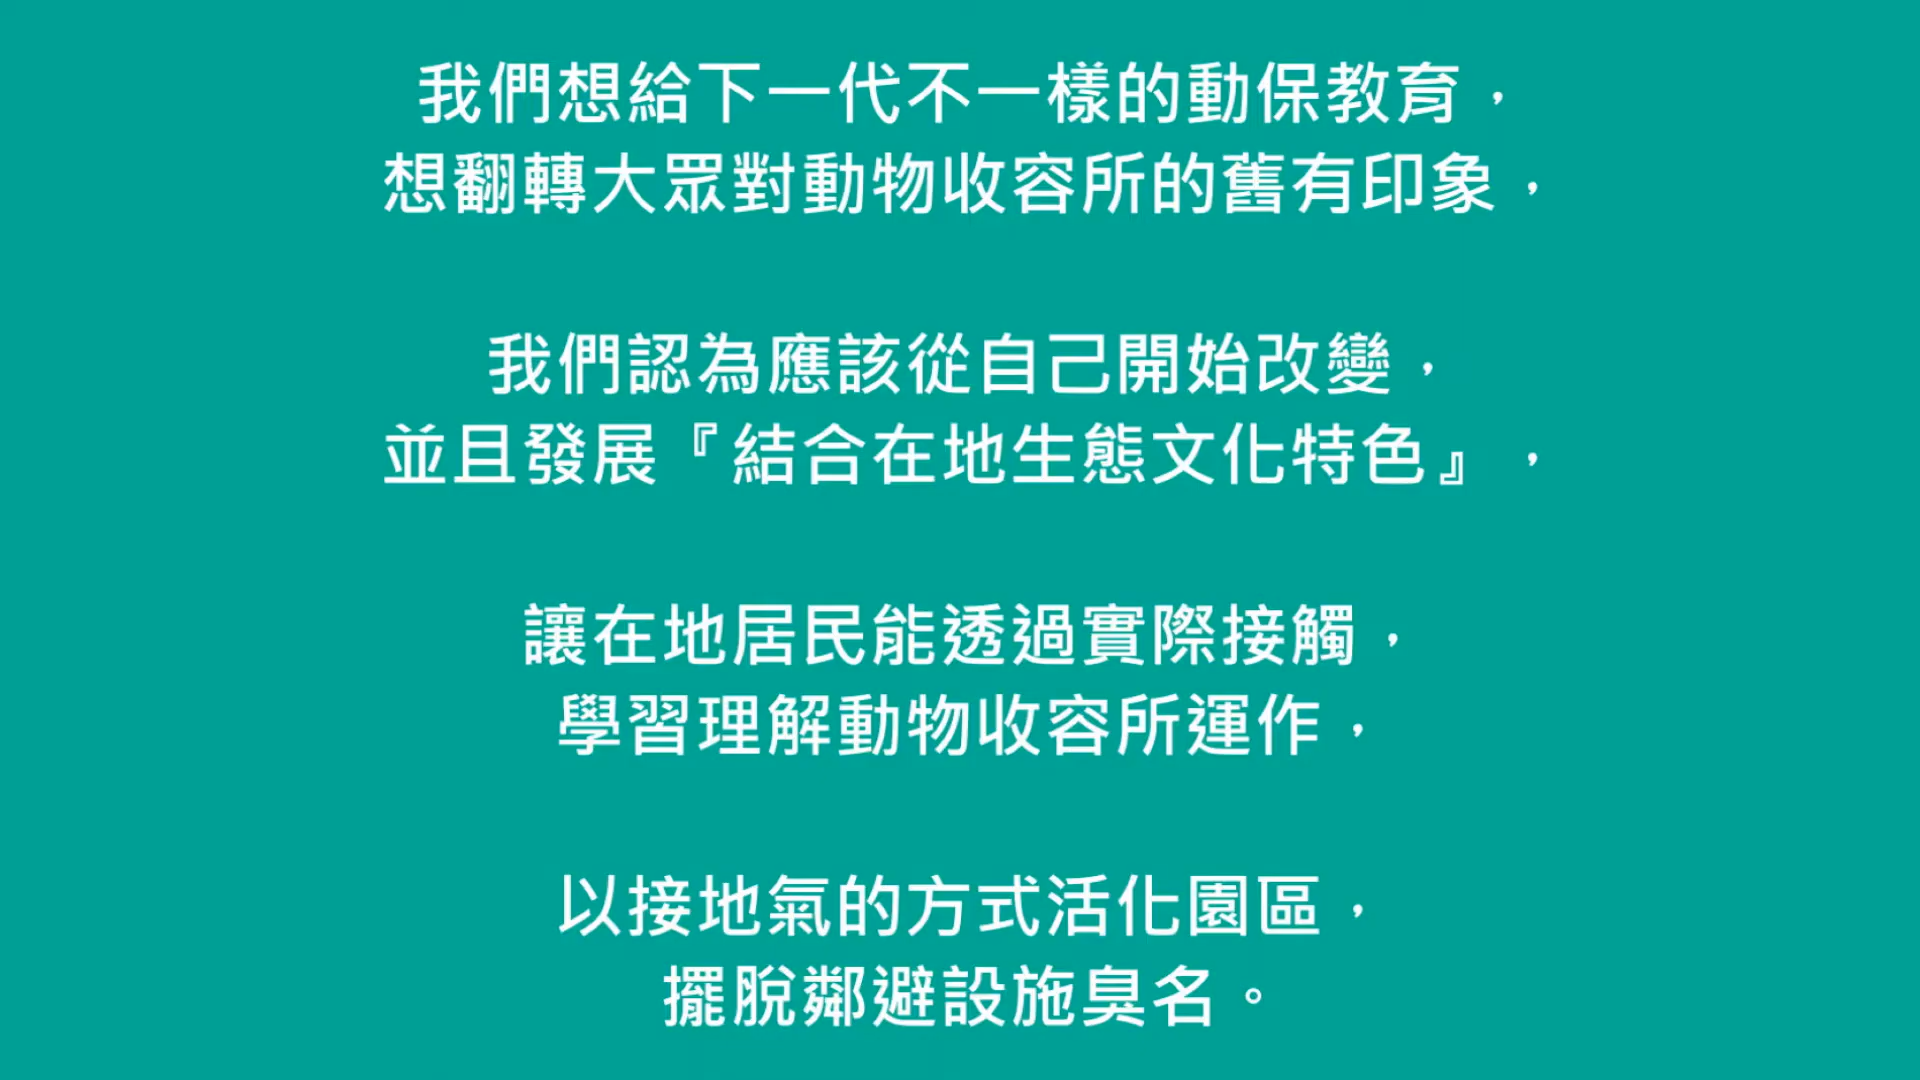 我們想給下一代不一樣的動保教育，
想翻轉大眾對動物收容所的舊有印象，
我們認為應該從自己開始改變，
並且發展『結合在地生態文化特色』，
讓在地居民能透過實際接觸，
學習理解動物收容所運作，
以接地氣的方式活化園區，
擺脫鄰避設施臭名。